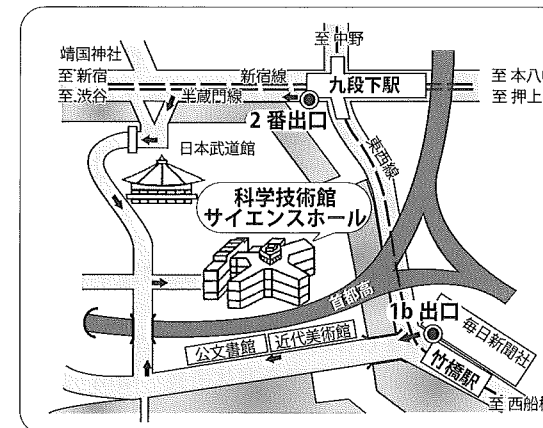 至 中野
靖国神社
至 新宿
新宿線
九段下駅
至 本八
至 渋谷
半蔵門線
至 押上
2 番出口
日本武道館
東西線
科学技術館
サイエンスホール
首都高
1b 出口
毎日新聞社
公文書館
近代美術館
竹橋駅
至 西船